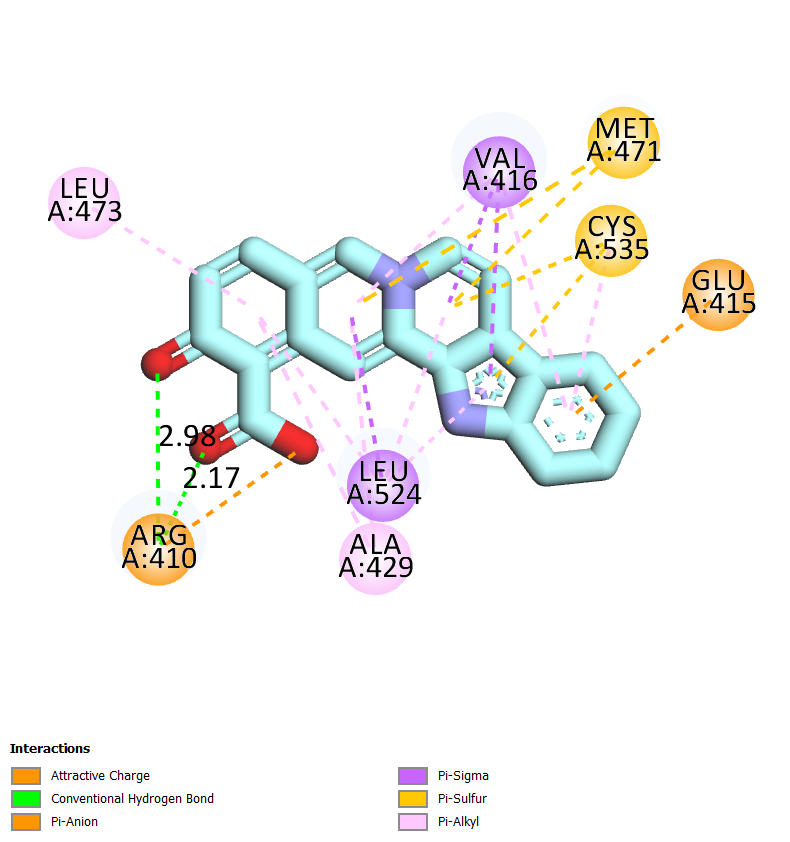 MET
A:471
VAL
A:416
LEU
A:473
CYS
A:535
GLU
A:415
2.98
2.17
LEU
A:524
ARG
A:410
ALA
A:429
Interactions
Attractive Charge
Conventional Hydrogen Bond
Pi-Anion
Pi-Sigma
Pi-Sulfur
Pi-Alkyl